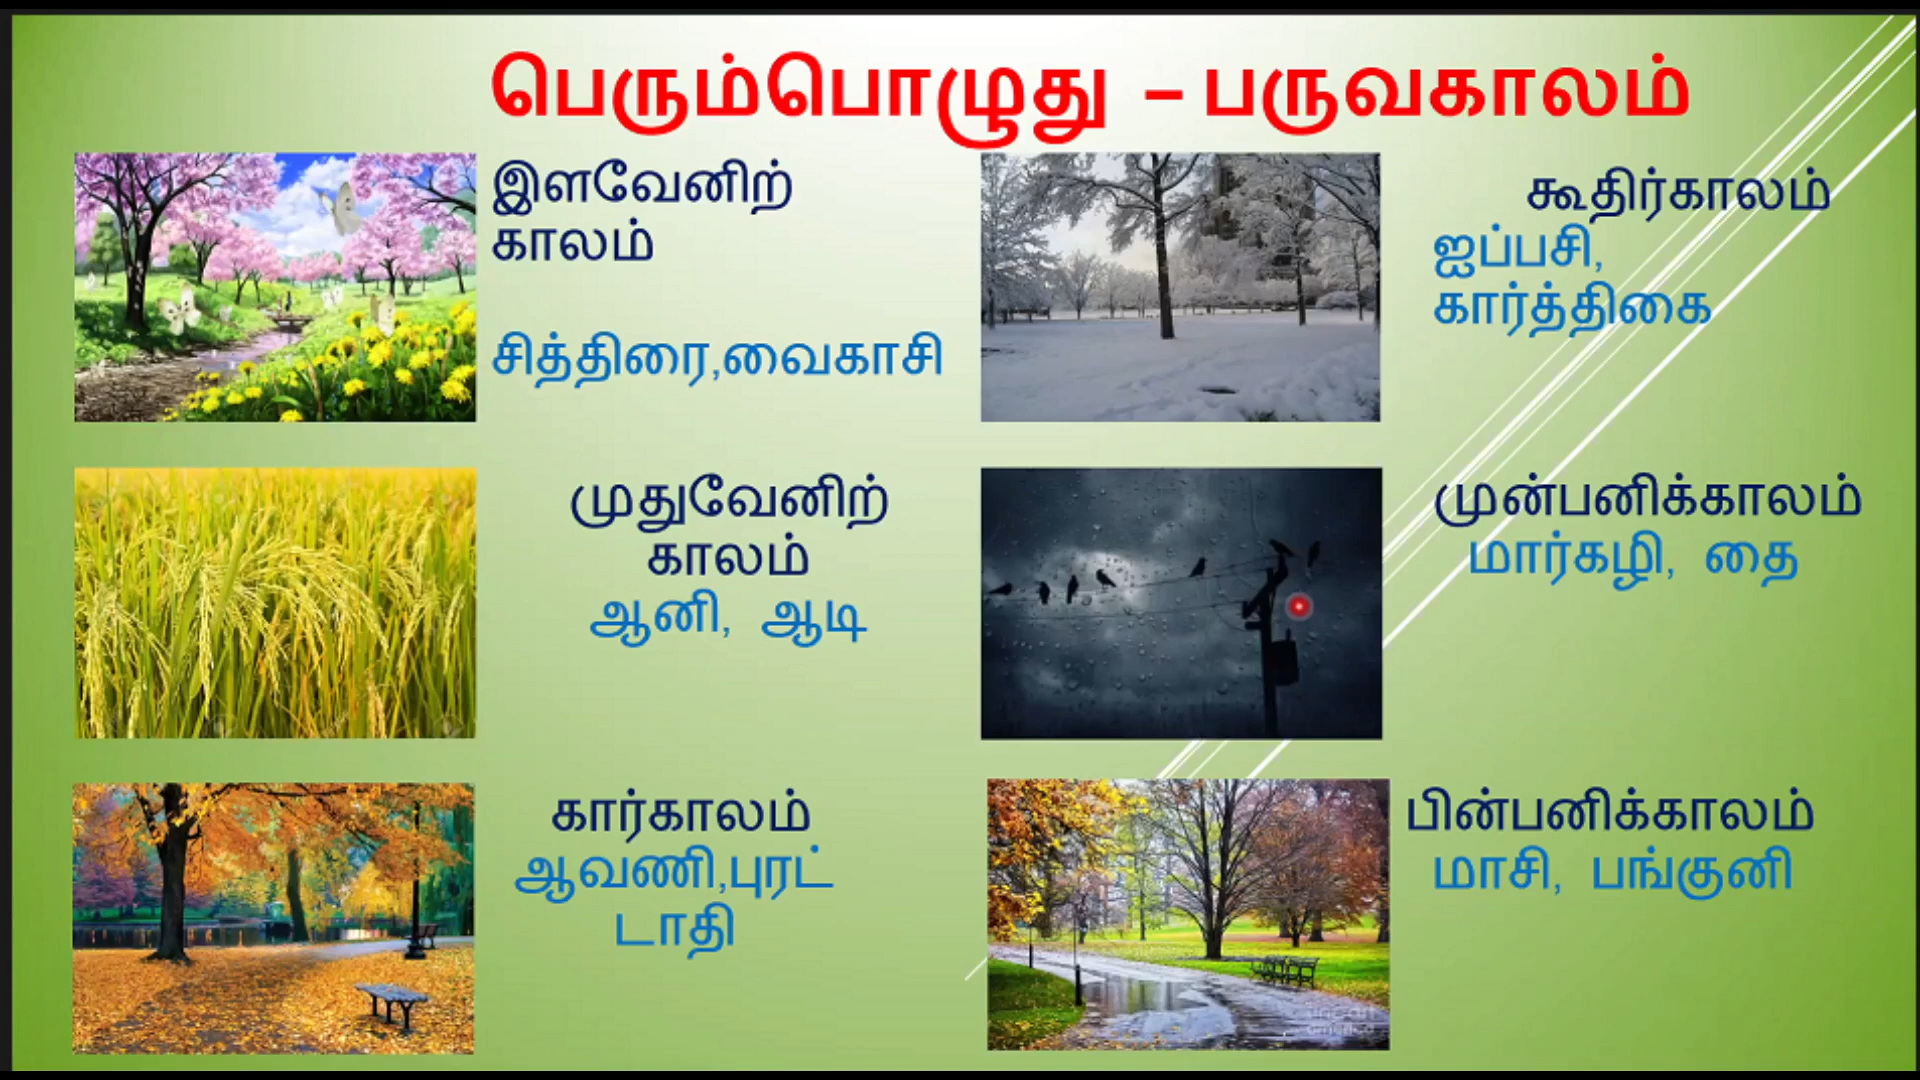 பெரும்பொழுது – பருவகாலம்
இளவேனிற்
காலம்
சித்திரை,வைகாசி
முதுவேனிற்
காலம்
ஆனி, ஆடி
கார்காலம்
ஆவணி,புரட்
டாதி
கூதிர்காலம்
ஐப்பசி,
கார்த்திகை
முன்பனிக்காலம்
மார்கழி, தை
பின்பனிக்காலம்
மாசி, பங்குனி